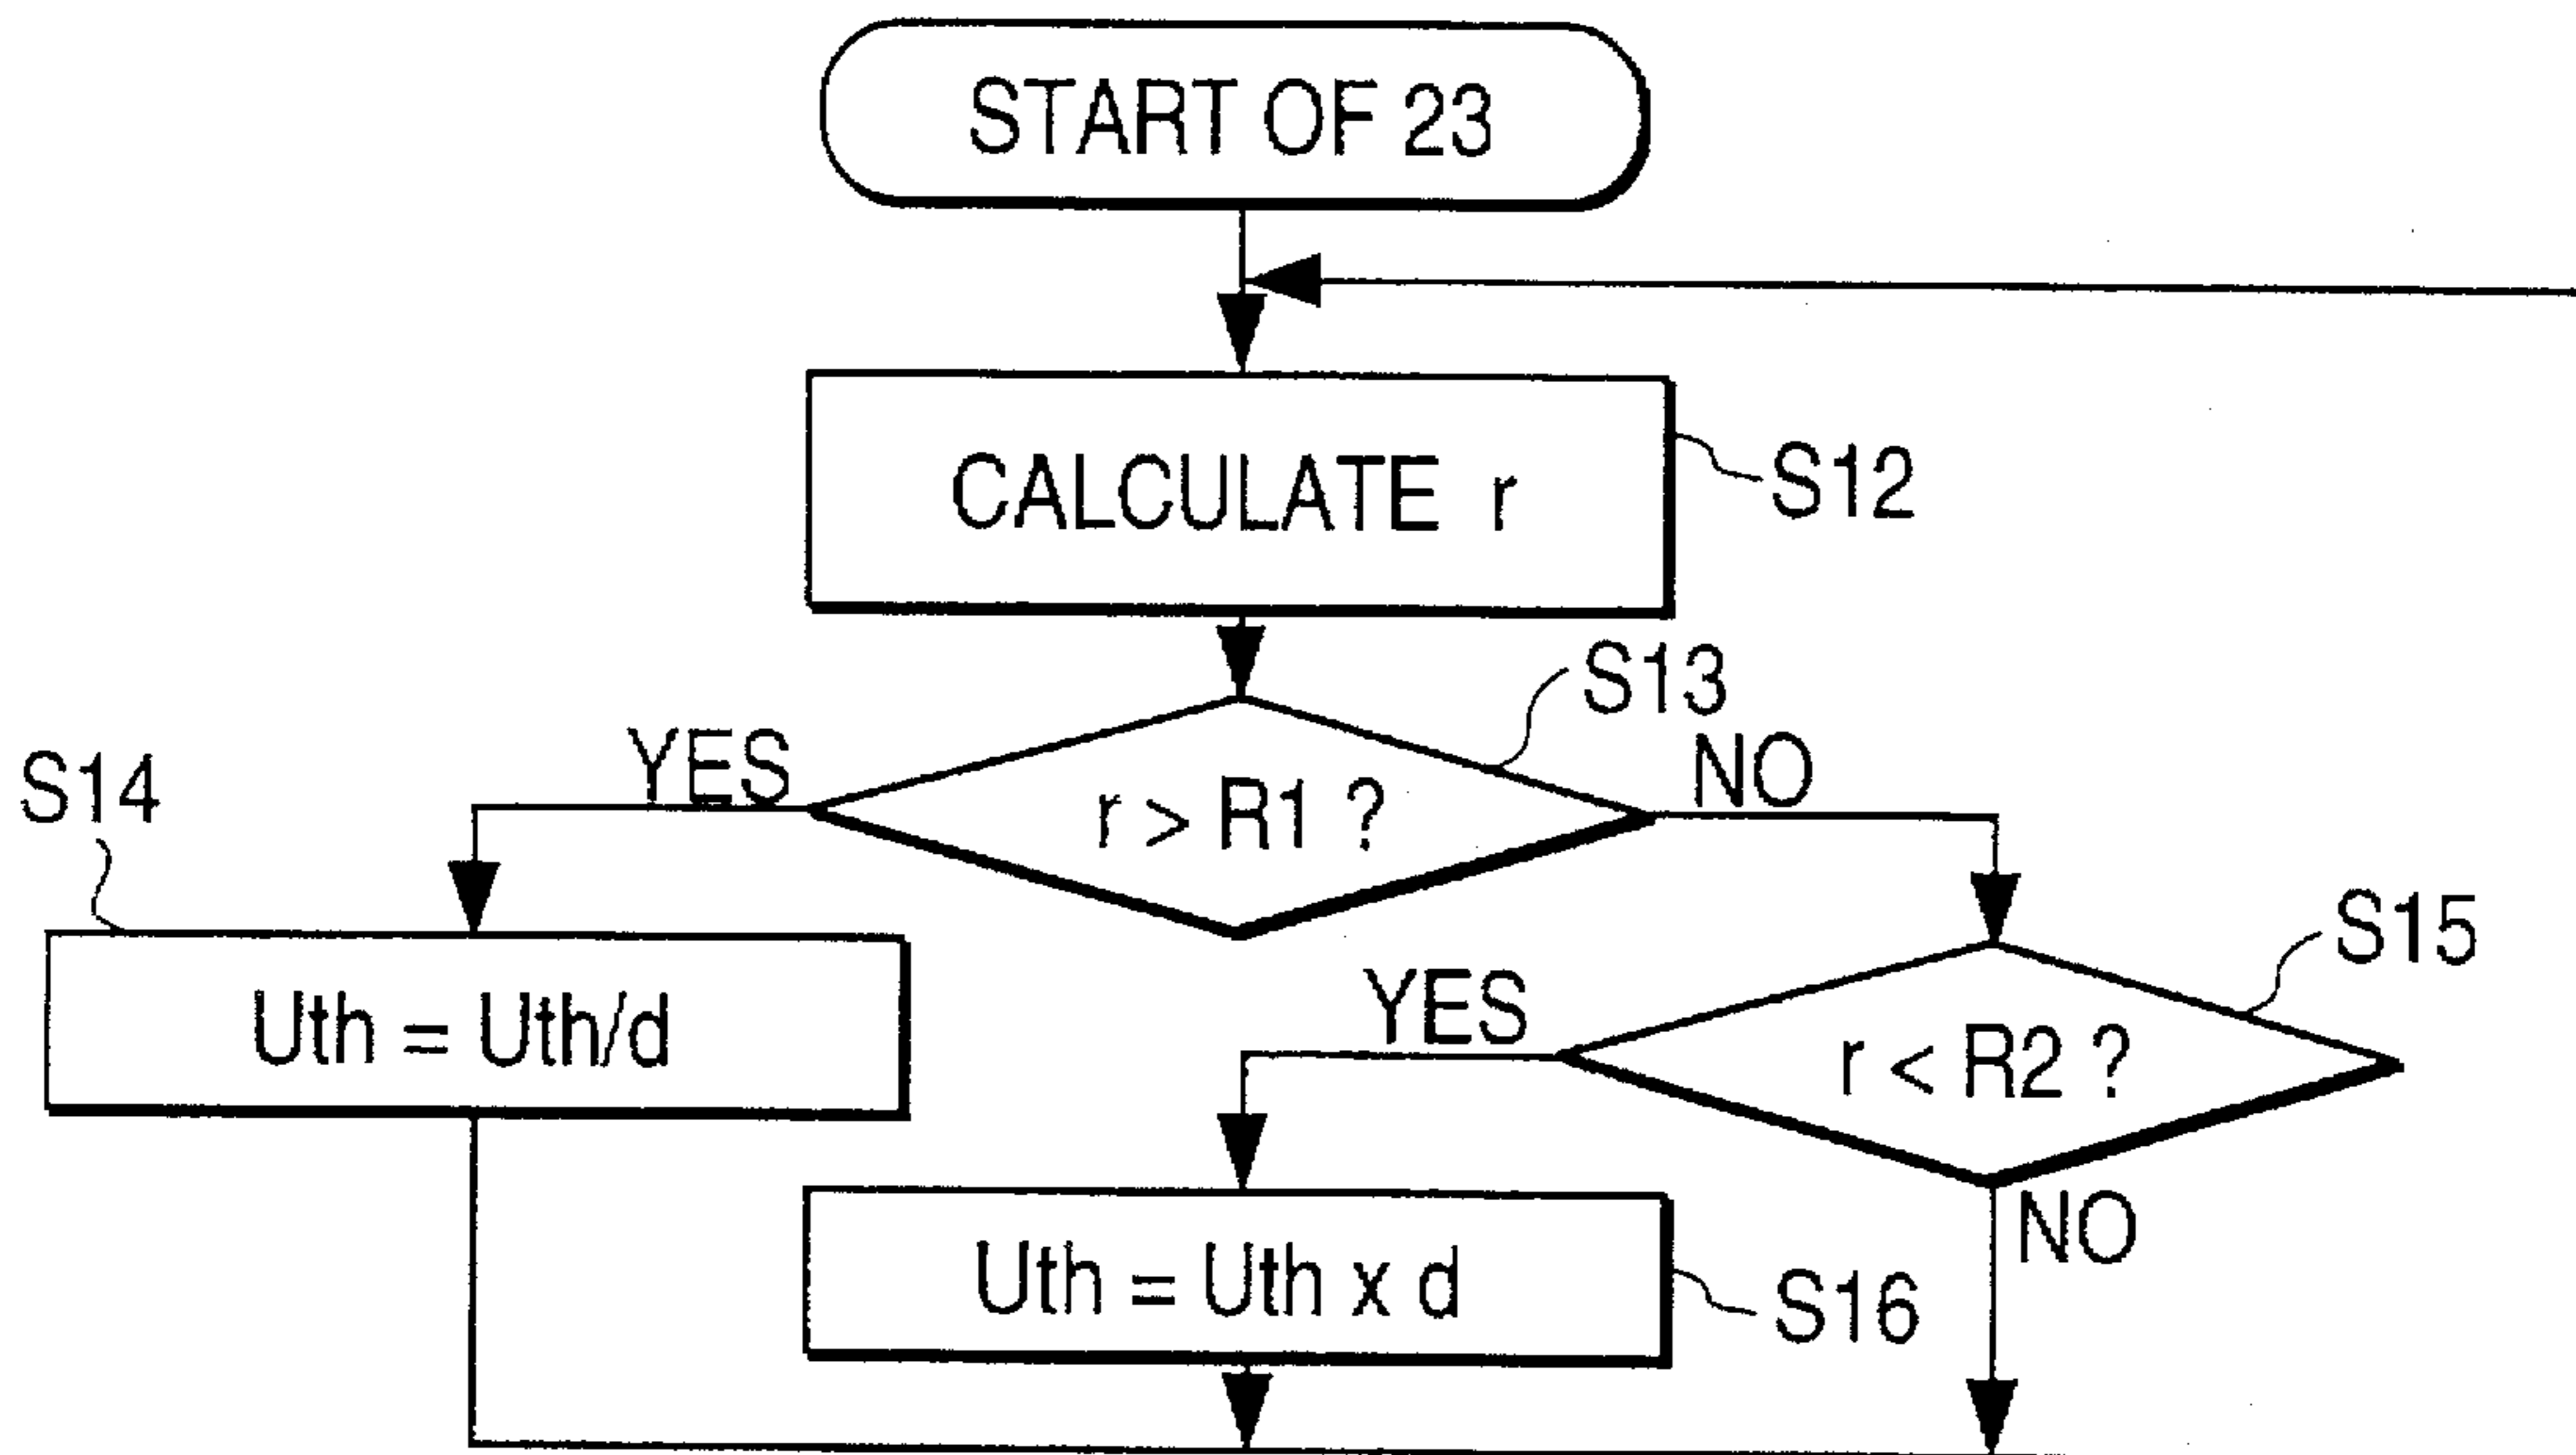 START OF 23
CALCULATE r
S12
S13
YES
r > R1 ?
NO
S14
Uth = Uth/d
S15
YES
r < R2 ?
NO
Uth = Uth x d
S16